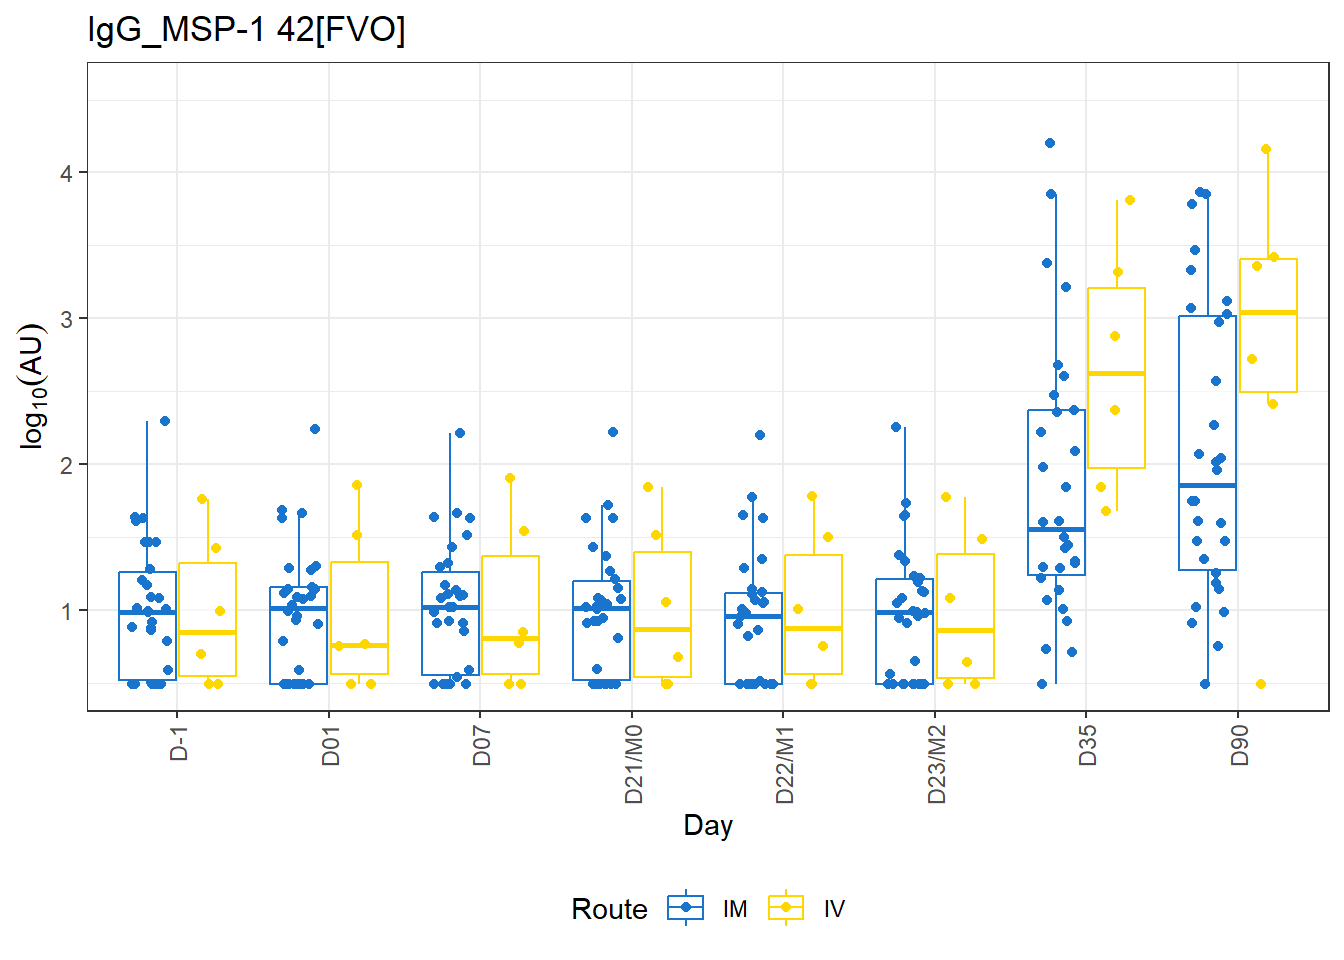 IgG_MSP-1 42[FVO]
log10(AU)
4
3
2
1
D-1
D01
D07
D21/M0
D22/M1
D23/M2
D35
D90
Day
Route IM IV